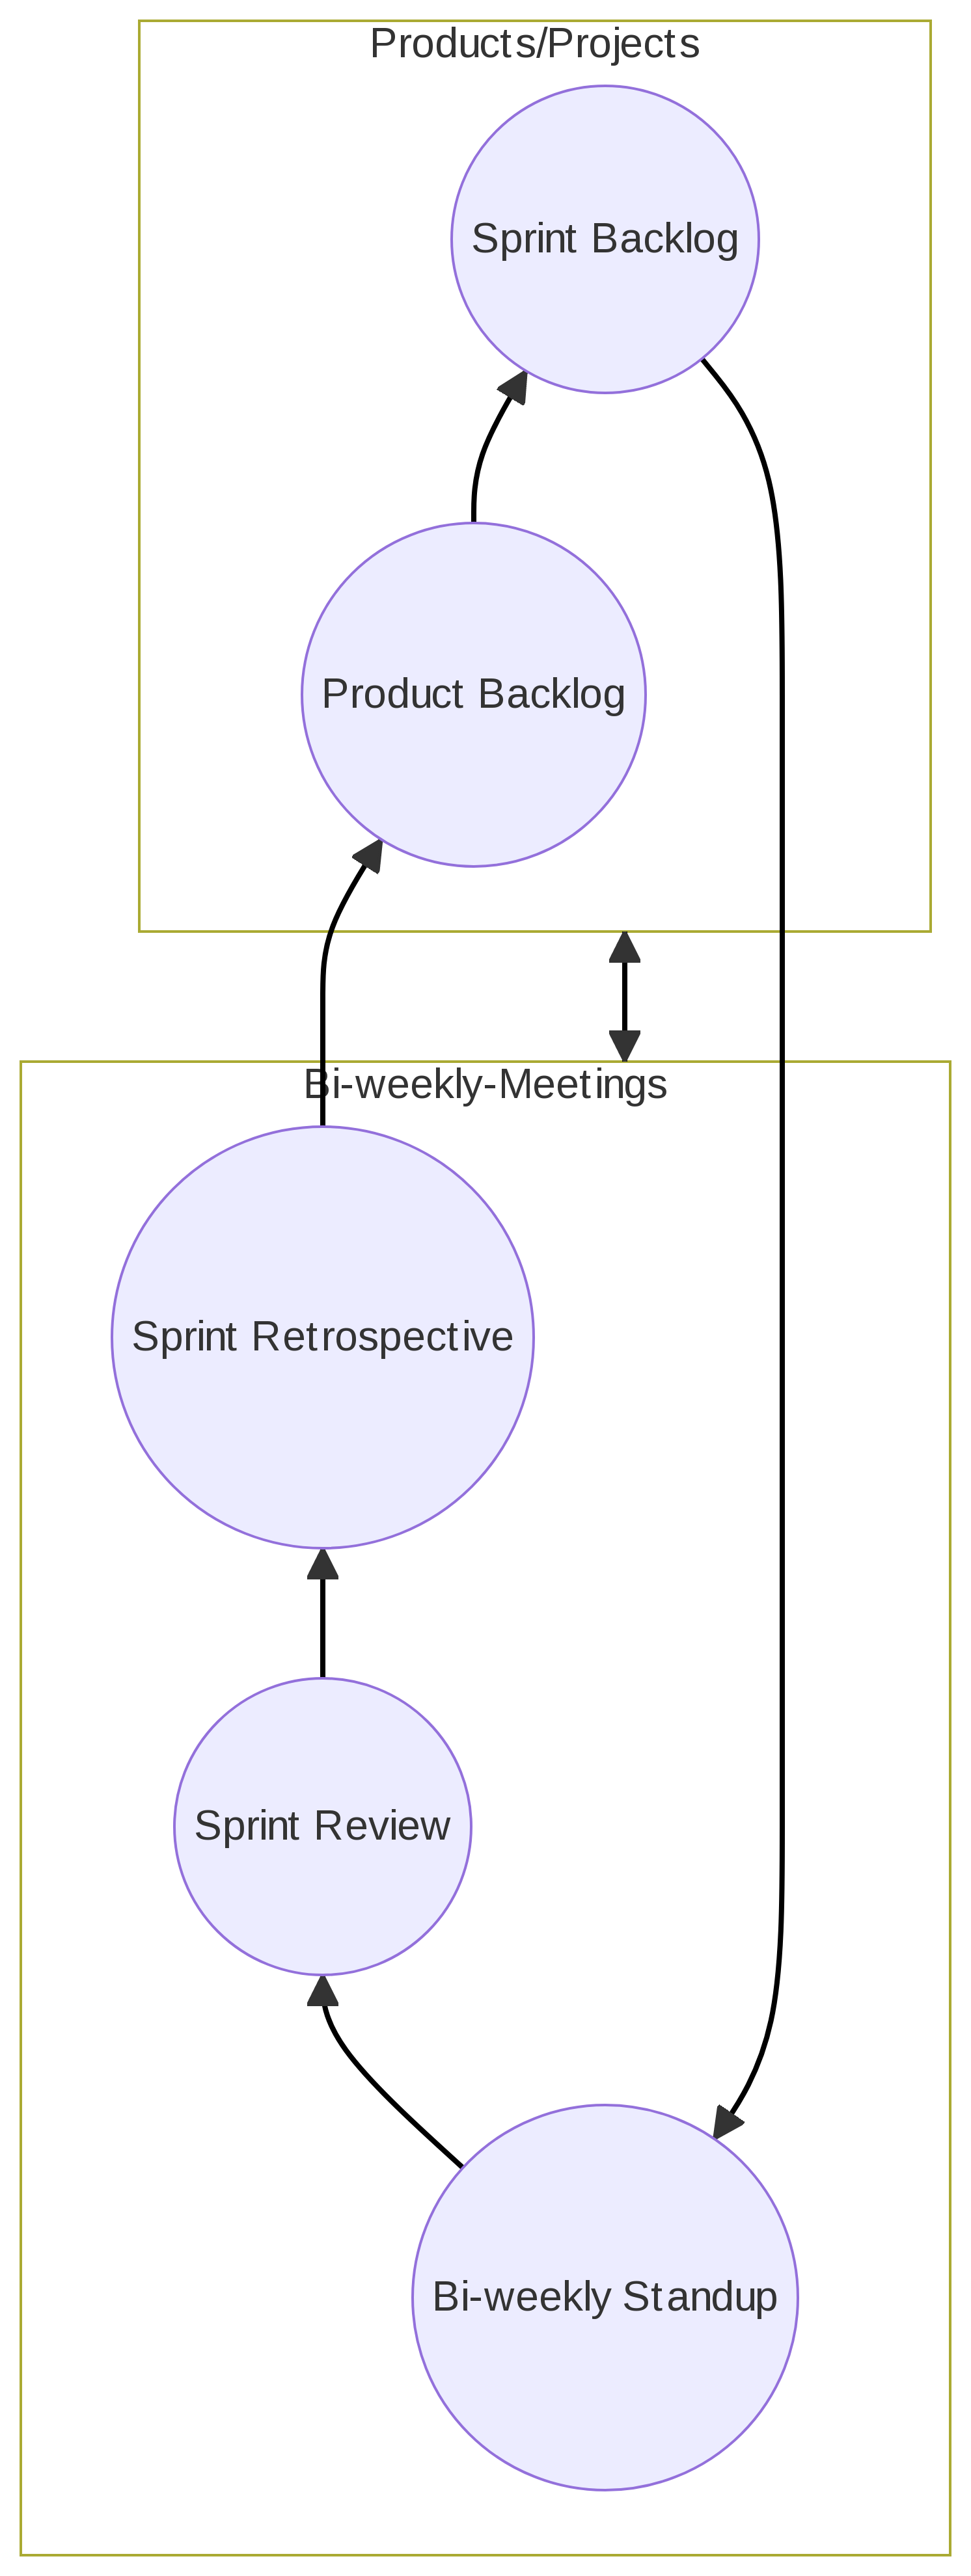 Products/Projects
Sprint Backlog
Product Backlog
Bi-weekly-Meetings
Sprint Retrospective
Sprint Review
Bi-weekly Standup